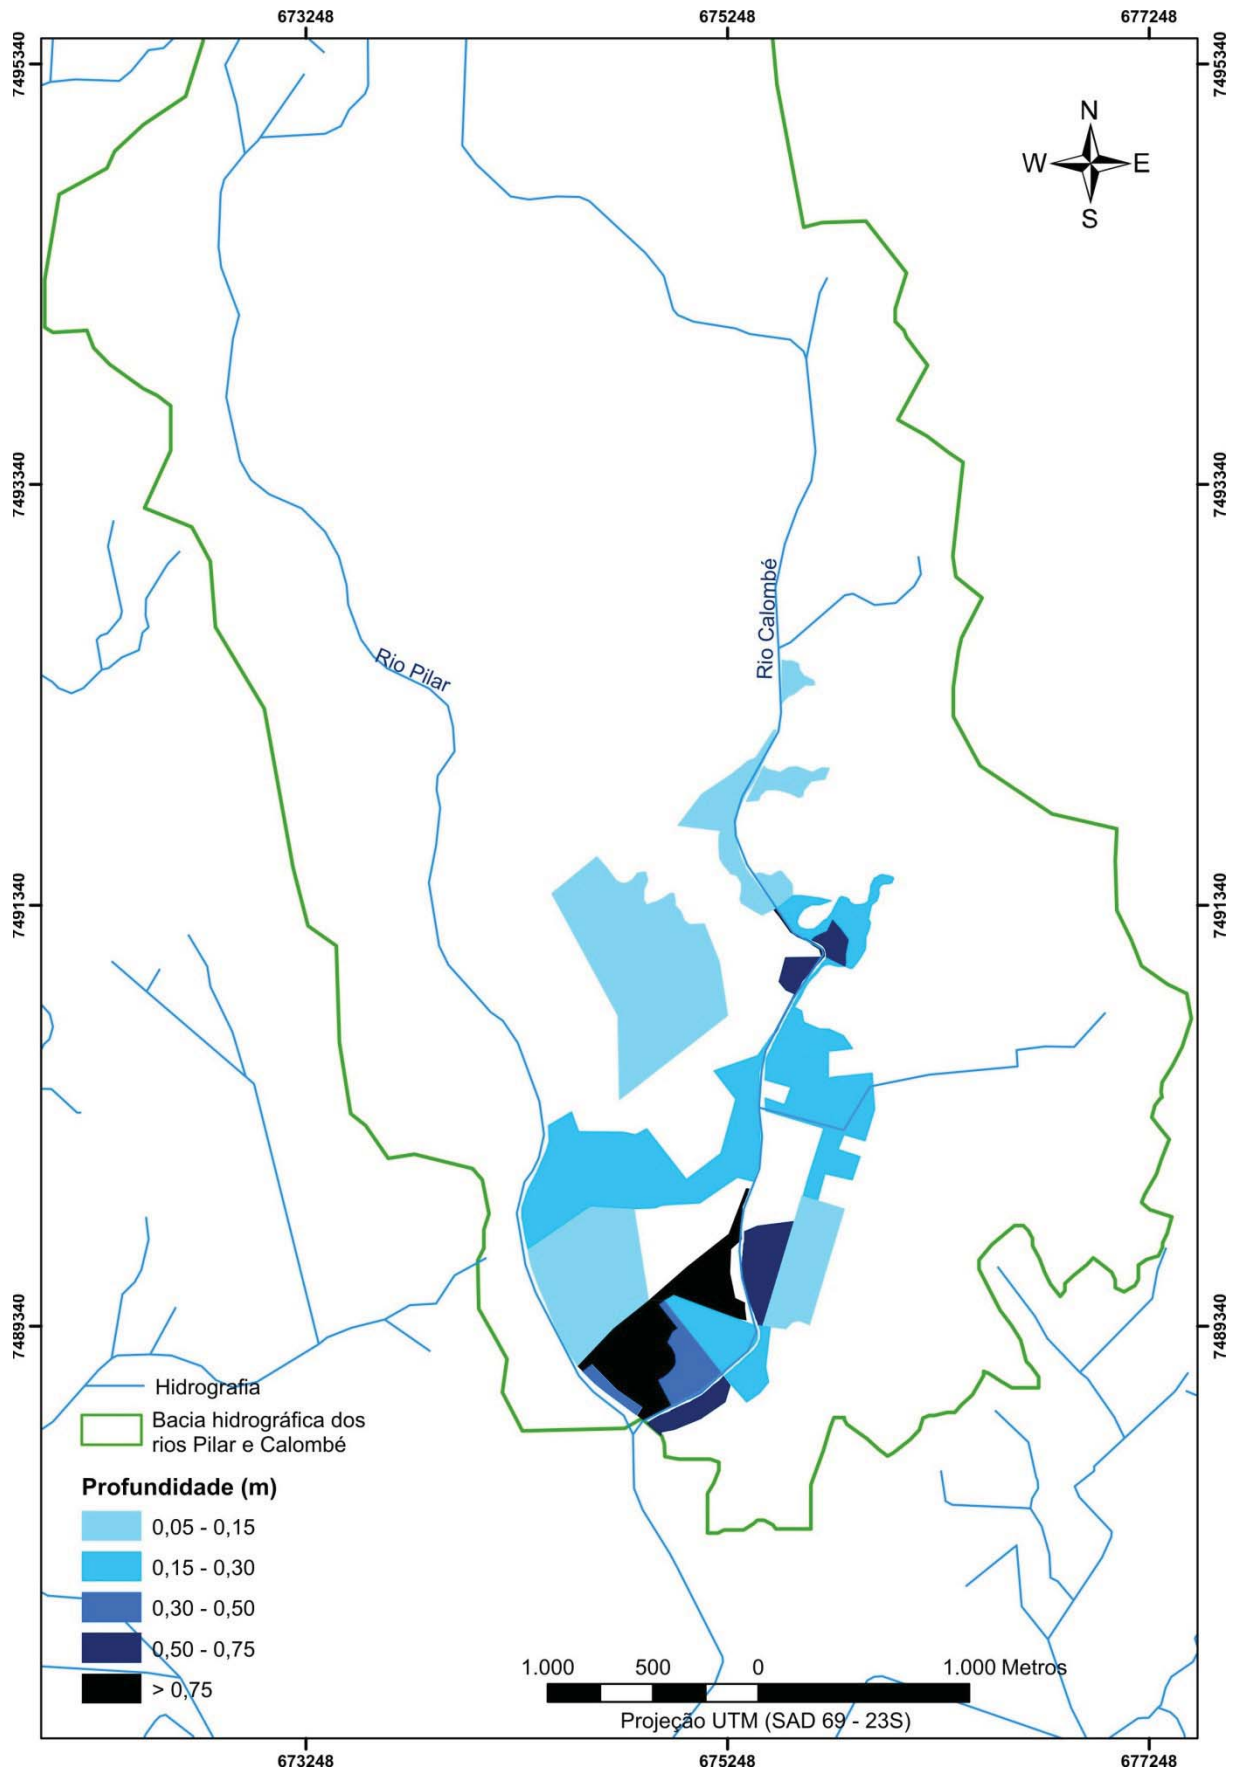 673248
675248
677248
7495340
7495340
N
W
E
S
7493340
7493340
Rio Calombé
Rio Pilar
7491340
7491340
7489340
7489340
Hidrografia
Bacia hidrográfica dos
rios Pilar e Calombé
Profundidade (m)
0,05 - 0,15
0,15 - 0,30
0,30 - 0,50
0,50 - 0,75
> 0,75
1.000 500 0 1.000 Metros
Projeção UTM (SAD 69 - 23S)
673248
675248
677248